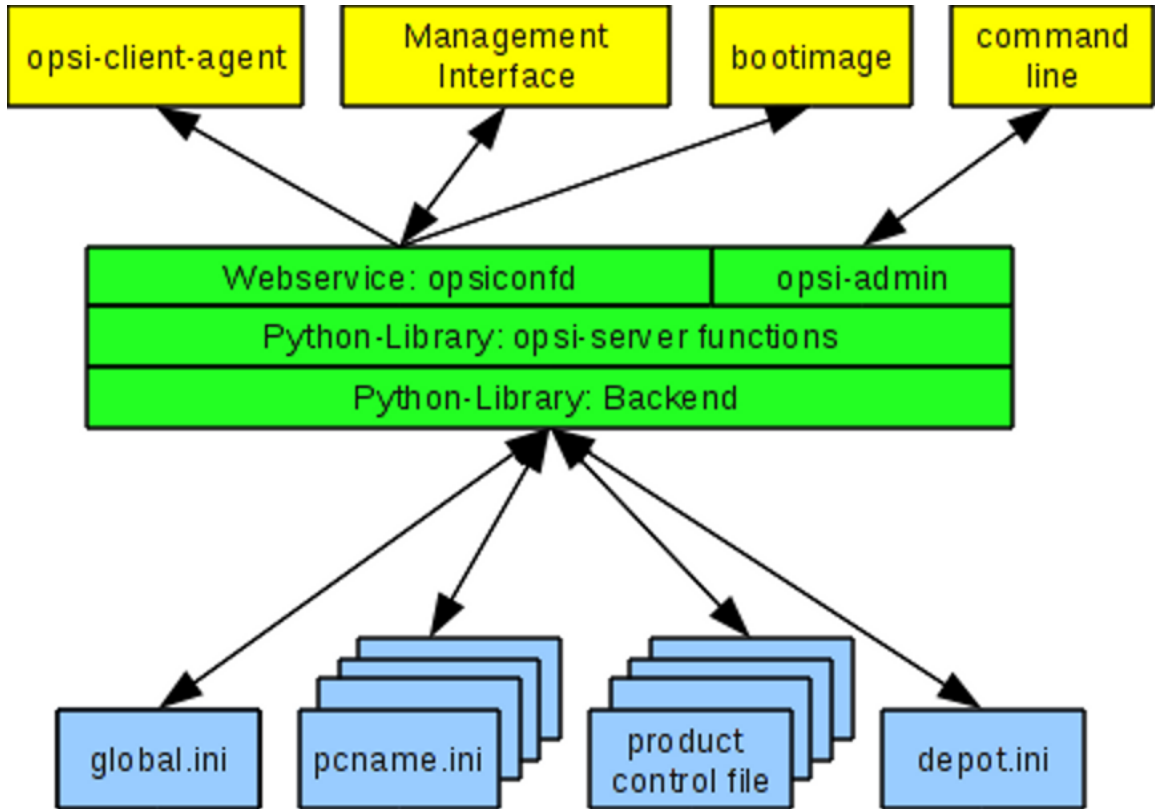 opsi-client-agent
Management
Interface
bootimage
command
line
Webservice: opsiconfd
opsi-admin
Python-Library: opsi-server functions
Python-Library: Backend
global.ini
pcname.ini
product
control file
depot.ini